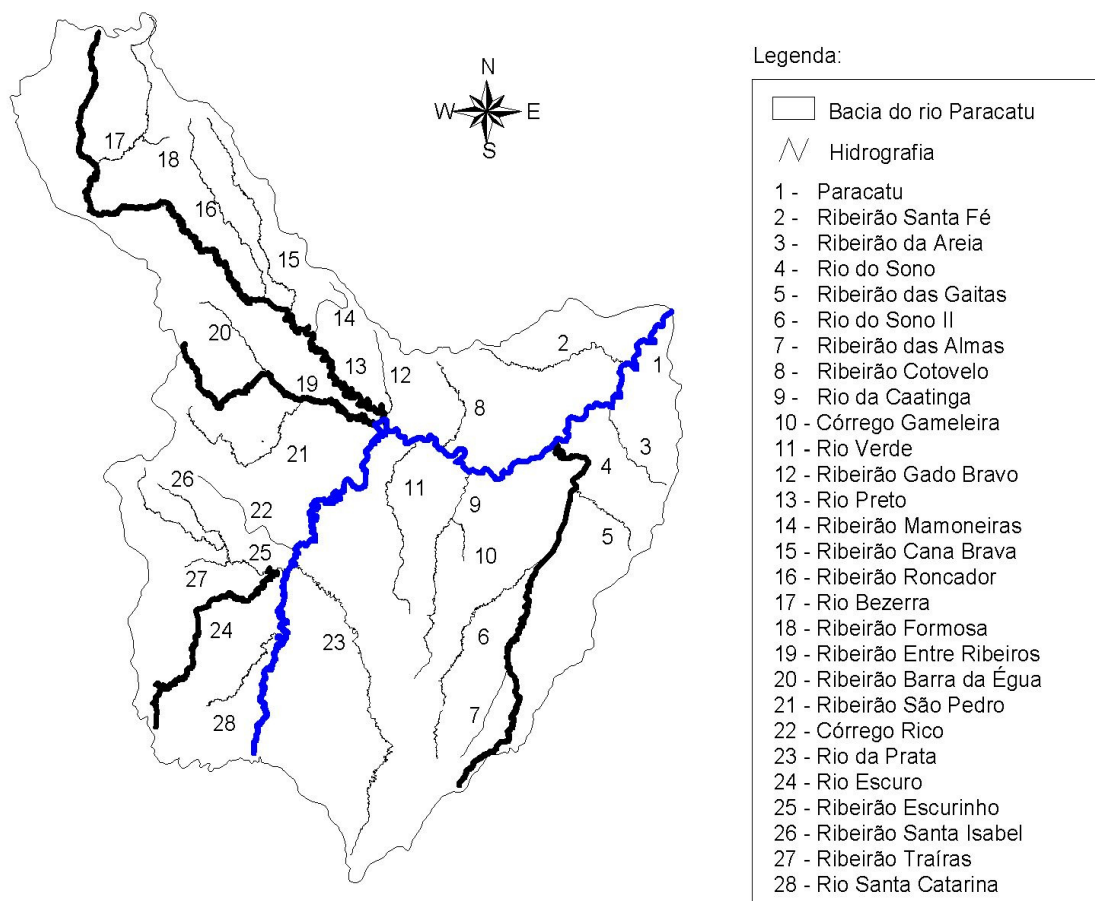 Legenda:
N
W E
S
Bacia do rio Paracatu
Hidrografia
1 - Paracatu
2 - Ribeirão Santa Fé
3 - Ribeirão da Areia
4 - Rio do Sono
5 - Ribeirão das Gaitas
6 - Rio do Sono II
7 - Ribeirão das Almas
8 - Ribeirão Cotovelo
9 - Rio da Caatinga
10 - Córrego Gameleira
11 - Rio Verde
12 - Ribeirão Gado Bravo
13 - Rio Preto
14 - Ribeirão Mamoneiras
15 - Ribeirão Cana Brava
16 - Ribeirão Roncador
17 - Rio Bezerra
18 - Ribeirão Formosa
19 - Ribeirão Entre Ribeiros
20 - Ribeirão Barra da Égua
21 - Ribeirão São Pedro
22 - Córrego Rico
23 - Rio da Prata
24 - Rio Escuro
25 - Ribeirão Escurinho
26 - Ribeirão Santa Isabel
27 - Ribeirão Traíras
28 - Rio Santa Catarina
17
18
16
15
14
20
13
2
1
19
12
8
21
3
4
26
11
9
22
5
10
25
27
24
23
6
28
7